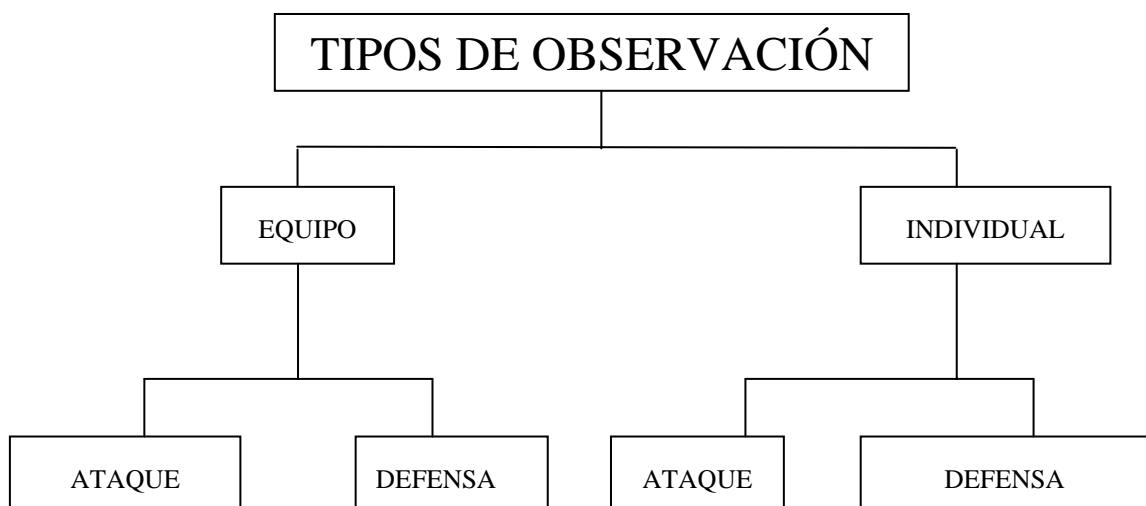 TIPOS DE OBSERVACIÓN
EQUIPO
INDIVIDUAL
ATAQUE
DEFENSA
ATAQUE
DEFENSA